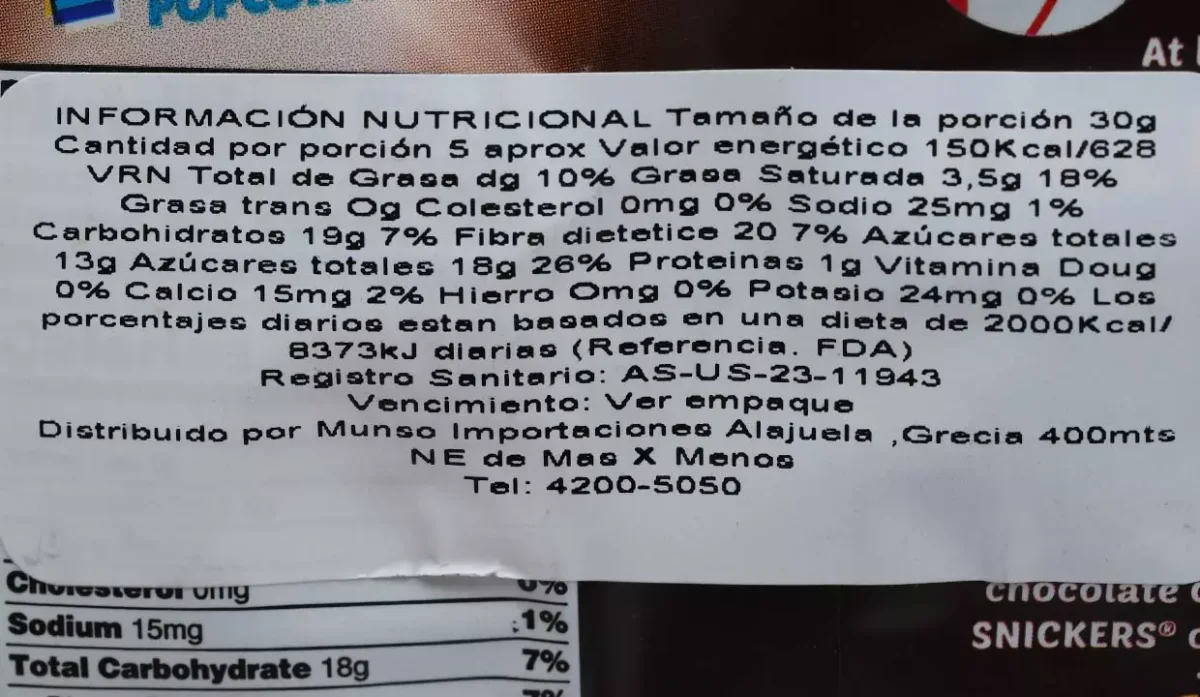 POPCORN
At
INFORMACIÓN NUTRICIONAL Tamaño de la porción 30g
Cantidad por porción 5 aprox Valor energético 150Kcal/628
VRN Total de Grasa dg 10% Grasa Saturada 3,5g 18%
Grasa trans Og Colesterol 0mg 0% Sodio 25mg 1%
Carbohidratos 19g 7% Fibra dietetice 20 7% Azúcares totales
13g Azúcares totales 18g 26% Proteinas 1g Vitamina Doug
0% Calcio 15mg 2% Hierro Omg 0% Potasio 24mg 0% Los
porcentajes diarios estan basados en una dieta de 2000Kcal/
8373kJ diarias (Referencia. FDA)
Registro Sanitario: AS-US-23-11943
Vencimiento: Ver empaque
Distribuido por Munso Importaciones Alajuela ,Grecia 400mts
NE de Mas X Menos
Tel: 4200-5050
Cholesterol 0mg 0%
Sodium 15mg 1%
Total Carbohydrate 18g 7%
7%
chocolate
SNICKERS®